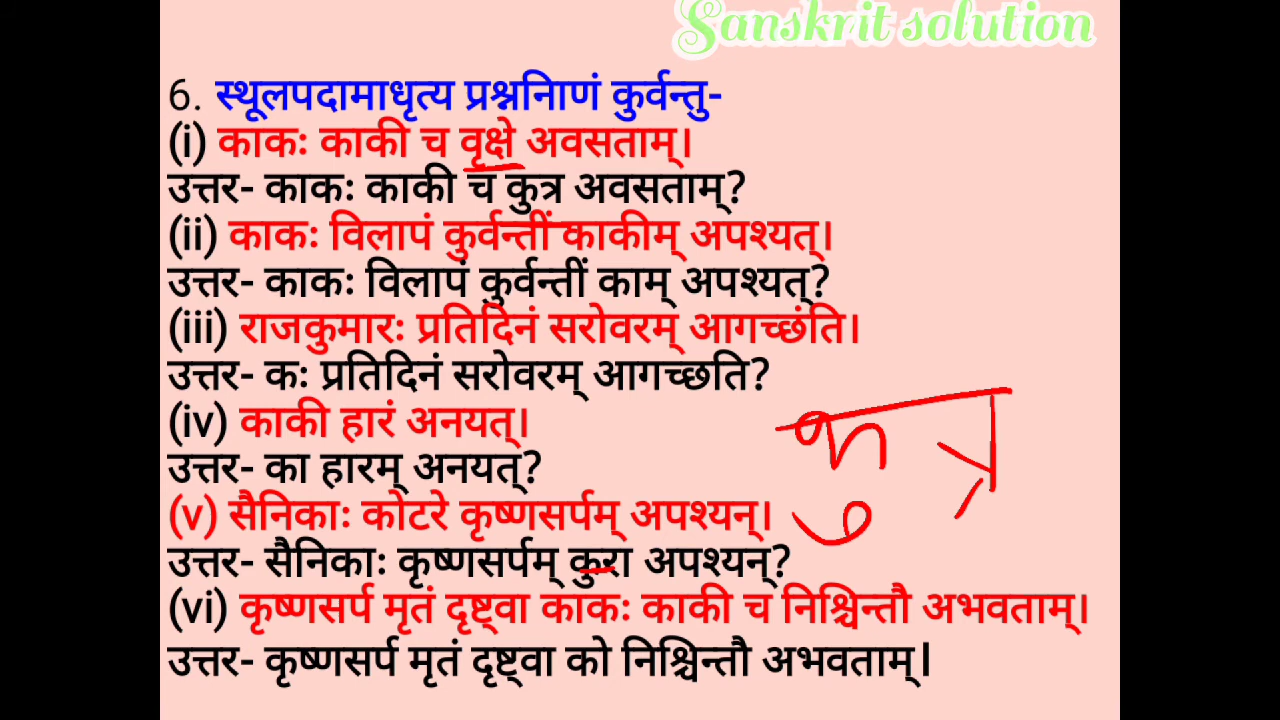 Sanskrit solution
6. स्थूलपदामाधृत्य प्रश्ननिाणं कुर्वन्तु-
(i) काकः काकी च वृक्षे अवसताम्।
उत्तर- काकः काकी च कुत्र अवसताम्?
(ii) काकः विलापं कुर्वन्तीं काकीम् अपश्यत्।
उत्तर- काकः विलापं कुर्वन्तीं काम् अपश्यत्?
(iii) राजकुमारः प्रतिदिनं सरोवरम् आगच्छंति।
उत्तर- कः प्रतिदिनं सरोवरम् आगच्छति?
(iv) काकी हारं अनयत्।
उत्तर- का हारम् अनयत्?
कुत्र
(v) सैनिकाः कोटरे कृष्णसर्पम् अपश्यन्।
उत्तर- सैनिकाः कृष्णसर्पम् कुरा अपश्यन्?
(vi) कृष्णसर्प मृतं दृष्ट्वा काकः काकी च निश्चिन्तौ अभवताम्।
उत्तर- कृष्णसर्प मृतं दृष्ट्वा को निश्चिन्तौ अभवताम्।